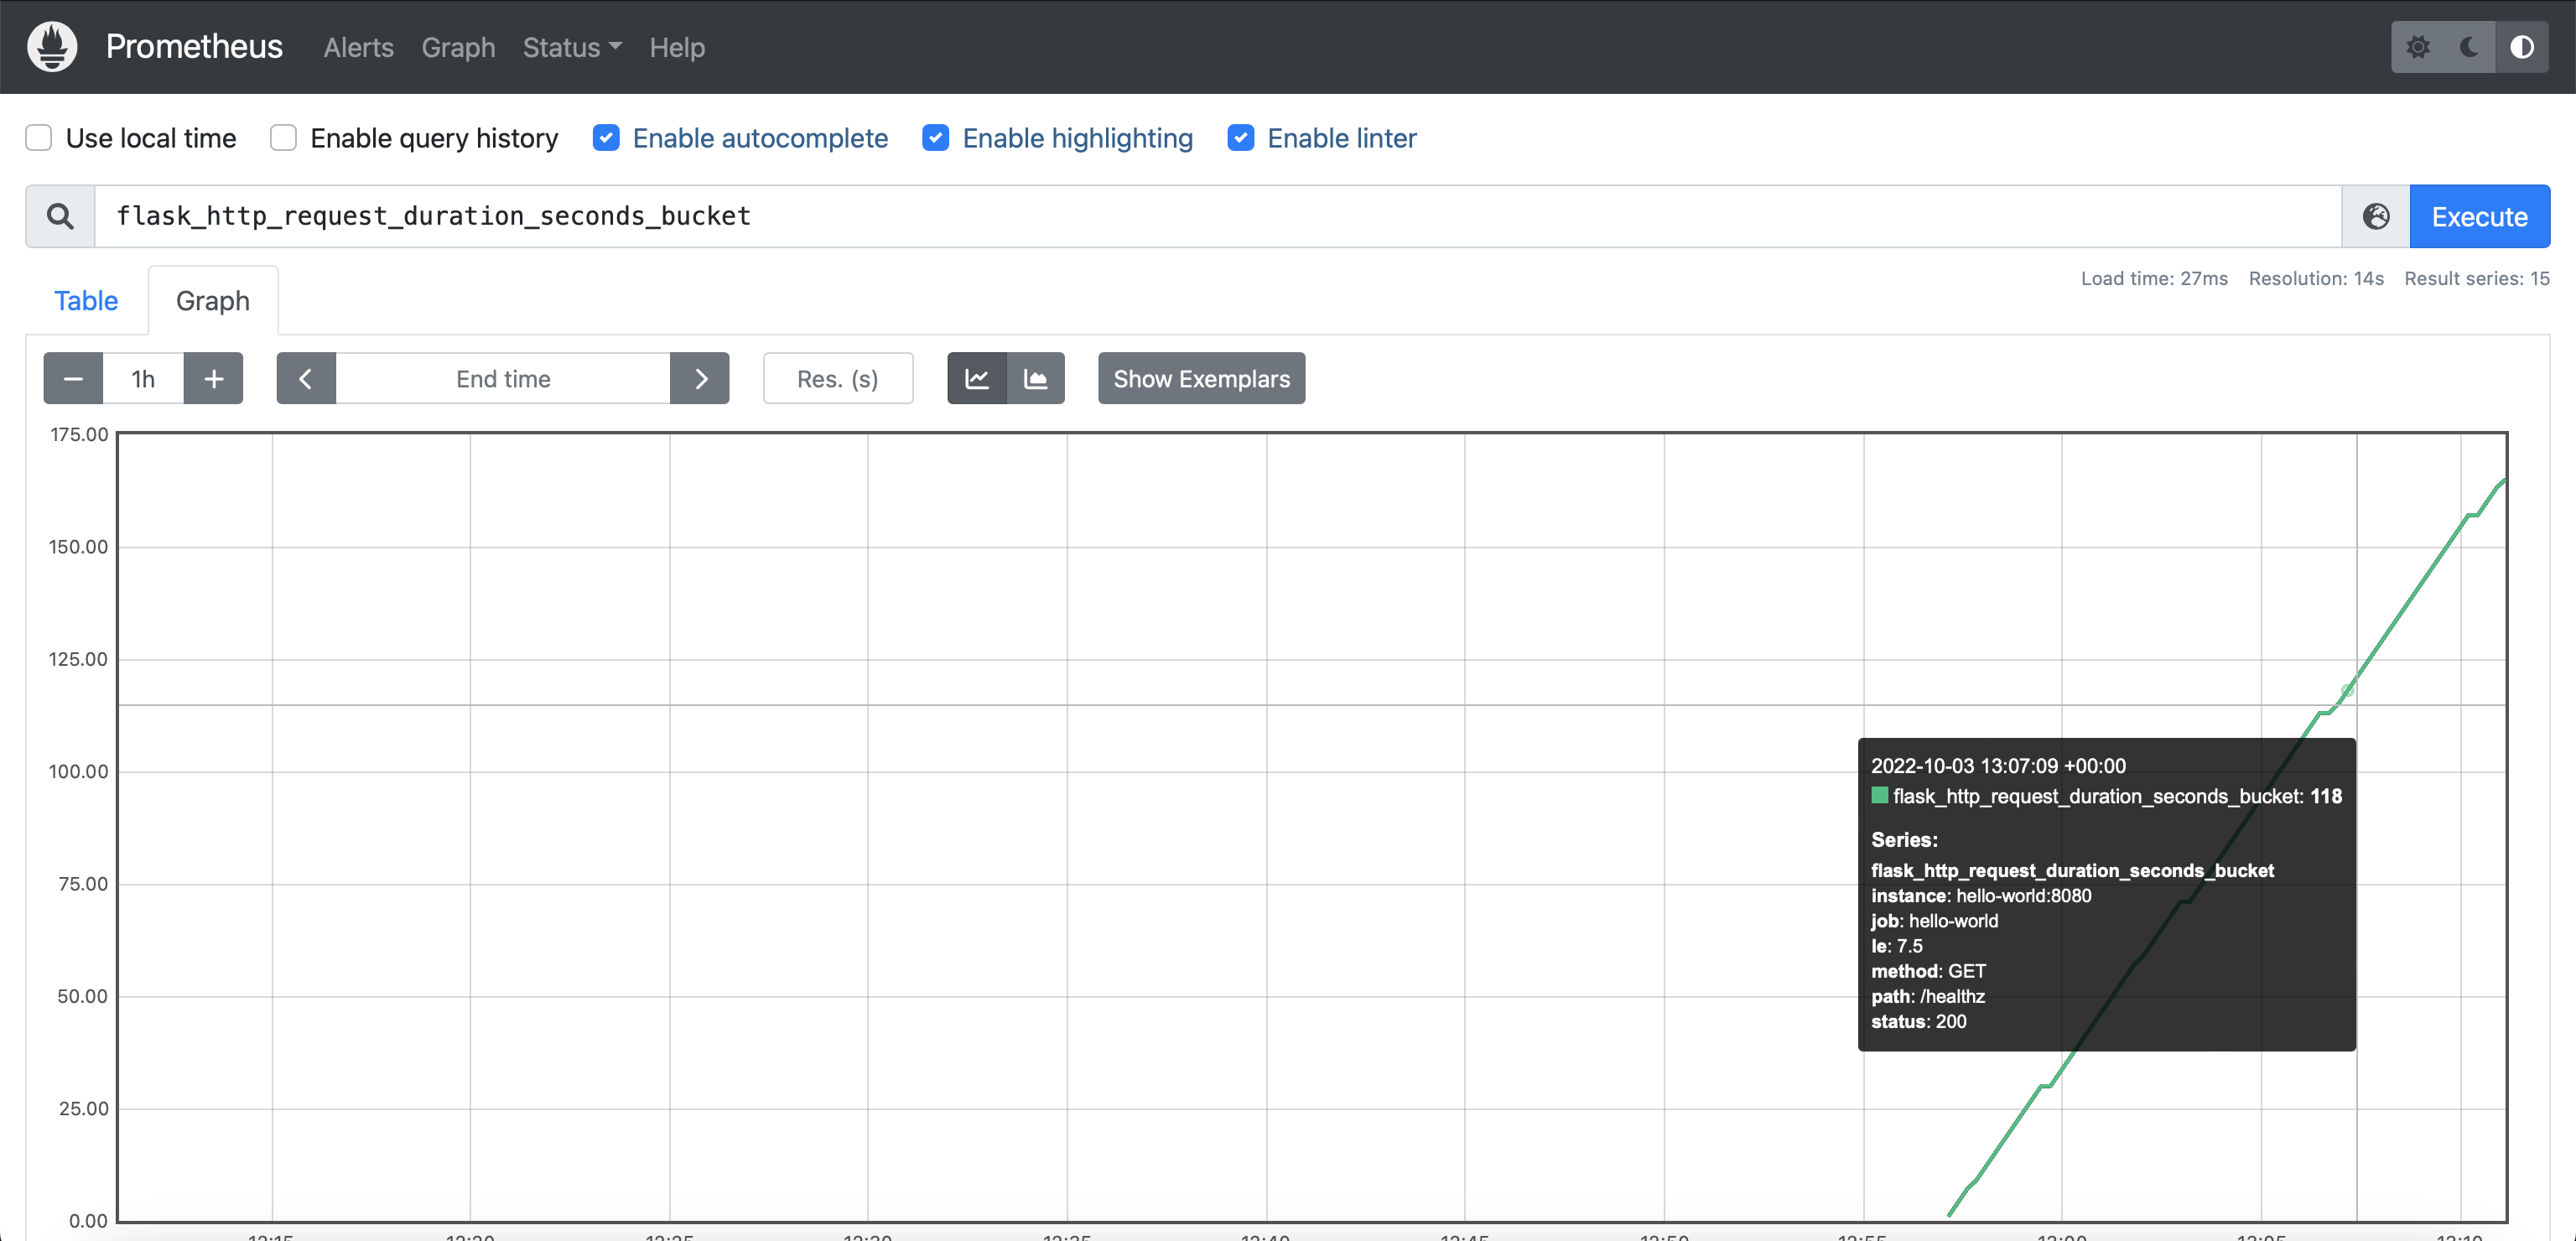 Prometheus Alerts Graph Status Help
Use local time Enable query history Enable autocomplete Enable highlighting Enable linter
flask_http_request_duration_seconds_bucket Execute
Load time: 27ms Resolution: 14s Result series: 15
Table Graph
1h End time Res. (s) Show Exemplars
175.00
150.00
125.00
100.00
75.00
50.00
25.00
0.00
2022-10-03 13:07:09 +00:00
flask_http_request_duration_seconds_bucket: 118
Series:
flask_http_request_duration_seconds_bucket
instance: hello-world:8080
job: hello-world
le: 7.5
method: GET
path: /healthz
status: 200